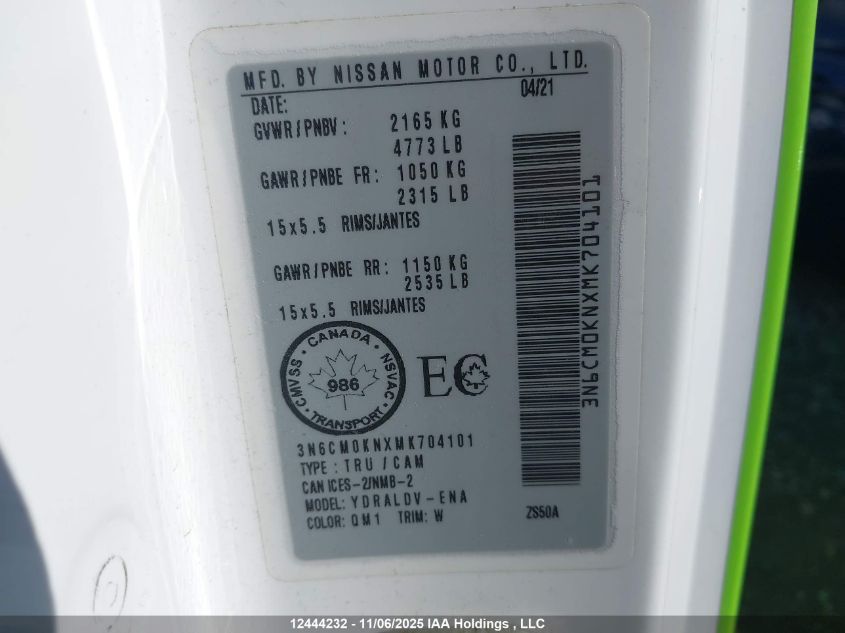 MFD. BY NISSAN MOTOR CO., LTD.
DATE: 04/21
GVWR/PNBV: 2165 KG
4773 LB
GAWR/PNBE FR: 1050 KG
2315 LB
15x5.5 RIMS/JANTES
GAWR/PNBE RR: 1150 KG
2535 LB
15x5.5 RIMS/JANTES
CANADA
CMVSS 986 NSVAC
TRANSPORT
EC
3N6CM0KNXMK704101
TYPE: TRU/CAM
CAN ICES-2/NMB-2
MODEL: YDRALDV-ENA
COLOR: QM1 TRIM: W
ZS50A
3N6CM0KNXMK704101
12444232 - 11/06/2025 IAA Holdings , LLC